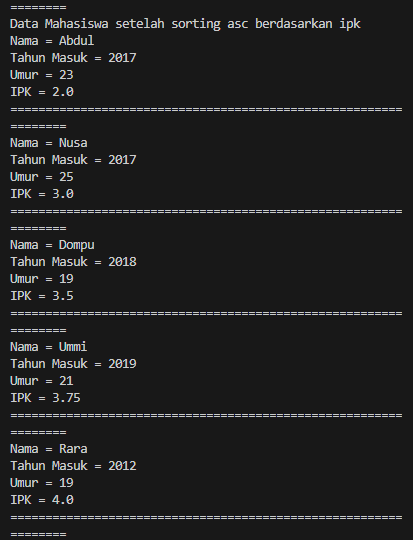 ========
Data Mahasiswa setelah sorting asc berdasarkan ipk
Nama = Abdul
Tahun Masuk = 2017
Umur = 23
IPK = 2.0
========================================================
========
Nama = Nusa
Tahun Masuk = 2017
Umur = 25
IPK = 3.0
========================================================
========
Nama = Dompu
Tahun Masuk = 2018
Umur = 19
IPK = 3.5
========================================================
========
Nama = Ummi
Tahun Masuk = 2019
Umur = 21
IPK = 3.75
========================================================
========
Nama = Rara
Tahun Masuk = 2012
Umur = 19
IPK = 4.0
========================================================
========